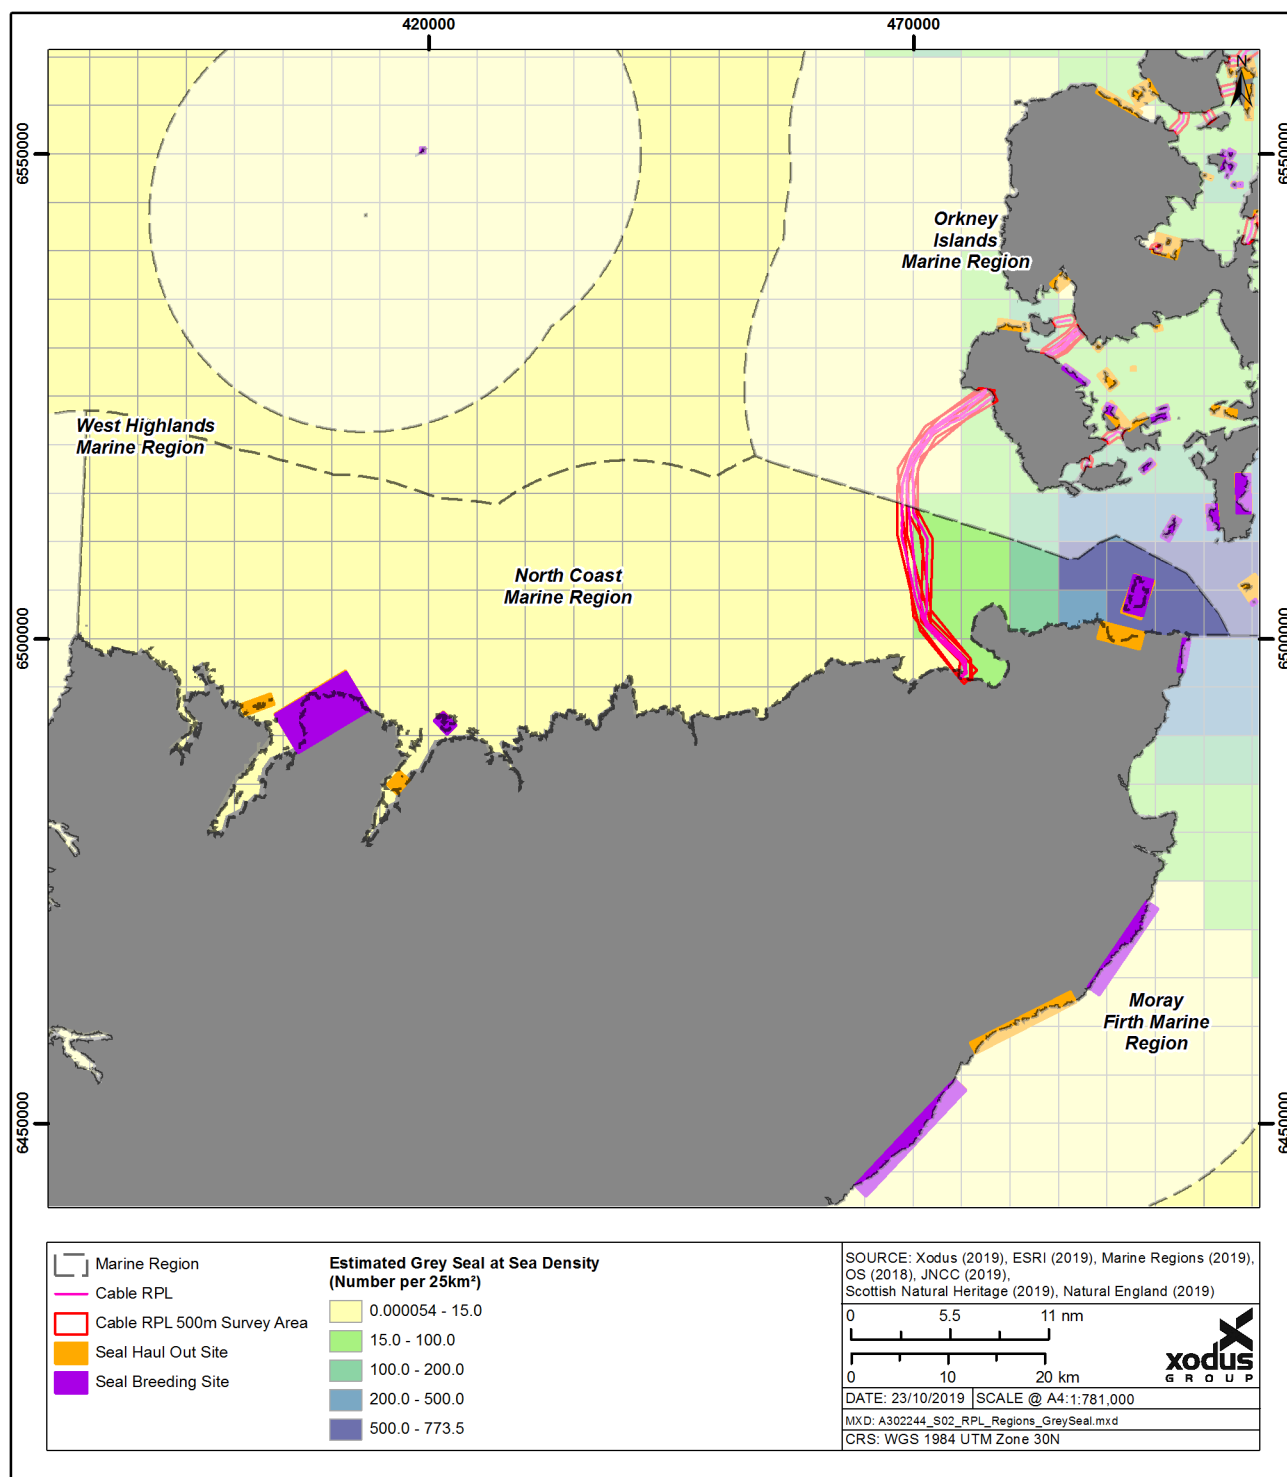 420000
470000
N
6550000
6550000
Orkney
Islands
Marine Region
West Highlands
Marine Region
North Coast
Marine Region
6500000
6500000
Moray
Firth Marine
Region
6450000
6450000
Marine Region
Cable RPL
Cable RPL 500m Survey Area
Seal Haul Out Site
Seal Breeding Site
Estimated Grey Seal at Sea Density
(Number per 25km²)
0.000054 - 15.0
15.0 - 100.0
100.0 - 200.0
200.0 - 500.0
500.0 - 773.5
SOURCE: Xodus (2019), ESRI (2019), Marine Regions (2019),
OS (2018), JNCC (2019),
Scottish Natural Heritage (2019), Natural England (2019)
0 5.5 11 nm
0 10 20 km
xodus
GROUP
DATE: 23/10/2019 SCALE @ A4:1:781,000
MXD: A302244_S02_RPL_Regions_GreySeal.mxd
CRS: WGS 1984 UTM Zone 30N